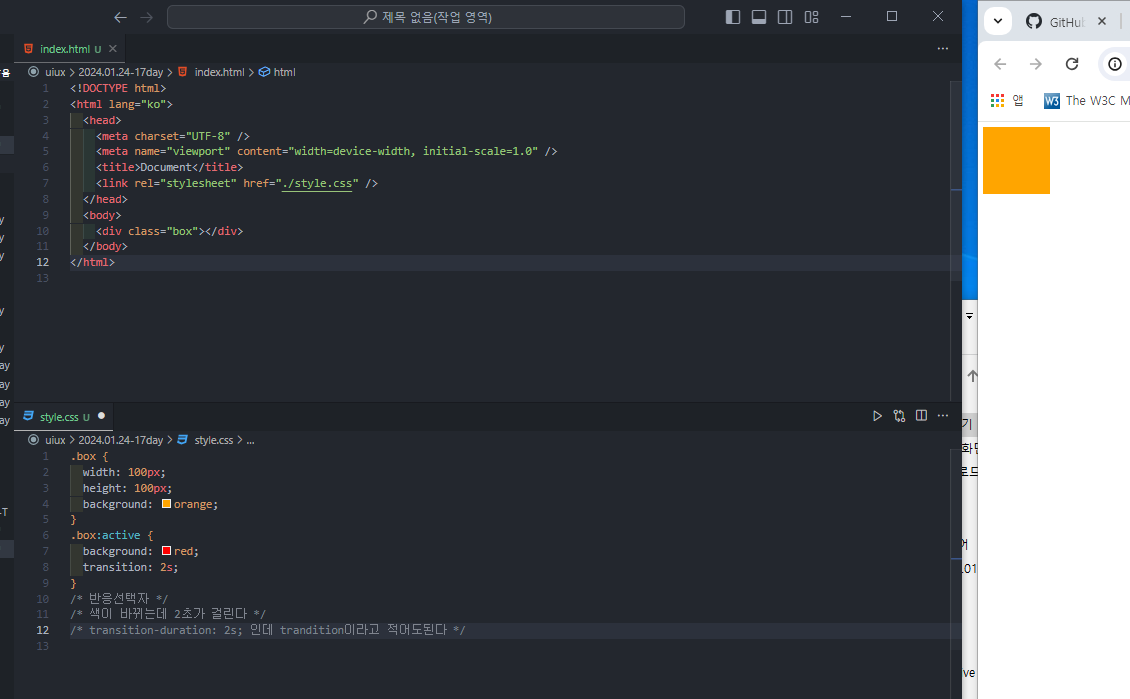 제목 없음(작업 영역)
index.html U
uiux > 2024.01.24-17day > index.html > html
1 <!DOCTYPE html>
2 <html lang="ko">
3 <head>
4 <meta charset="UTF-8" />
5 <meta name="viewport" content="width=device-width, initial-scale=1.0" />
6 <title>Document</title>
7 <link rel="stylesheet" href="./style.css" />
8 </head>
9 <body>
10 <div class="box"></div>
11 </body>
12 </html>
13
style.css U
uiux > 2024.01.24-17day > style.css > ...
1 .box {
2 width: 100px;
3 height: 100px;
4 background: orange;
5 }
6 .box:active {
7 background: red;
8 transition: 2s;
9 }
10 /* 반응선택자 */
11 /* 색이 바뀌는데 2초가 걸린다 */
12 /* transition-duration: 2s; 인데 trandition이라고 적어도된다 */
13
GitHub
앱
W3 The W3C M